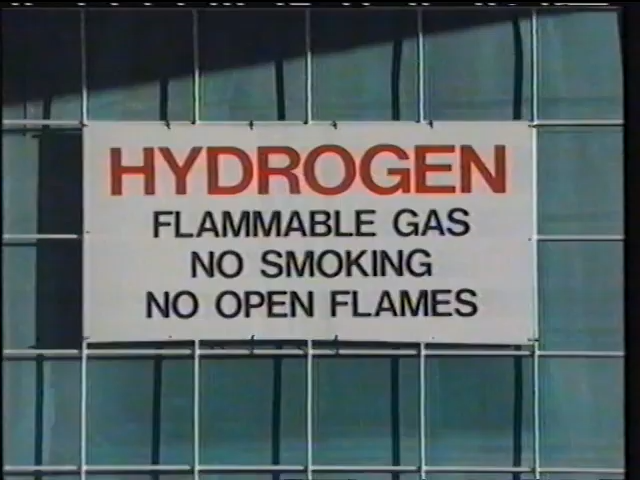 HYDROGEN
FLAMMABLE GAS
NO SMOKING
NO OPEN FLAMES